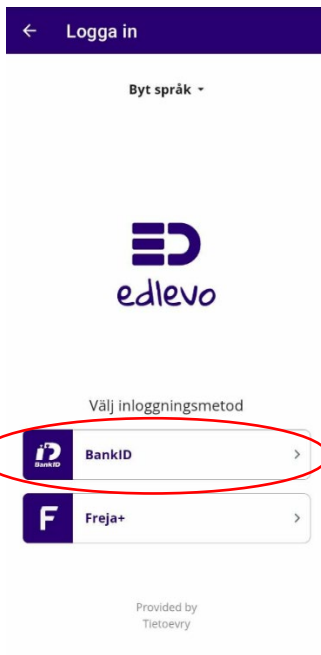 Logga in
Byt språk
edlevo
Välj inloggningsmetod
BankID
BankID
F
Freja+
Provided by
Tietoevry